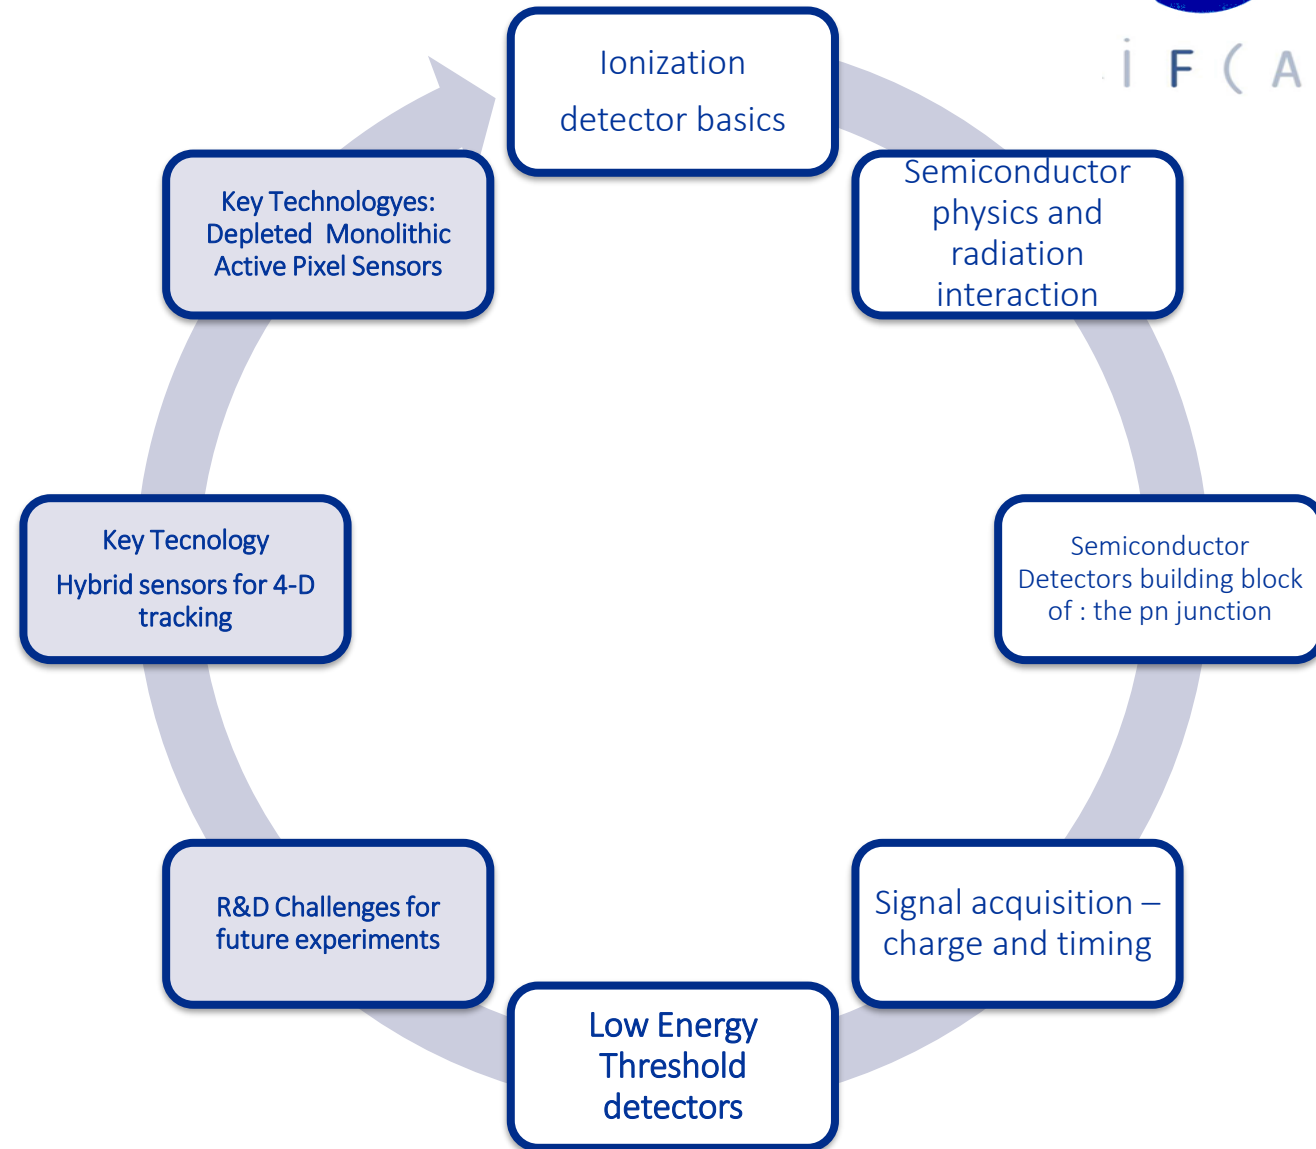 Ionization
detector basics
Semiconductor
physics and
radiation
interaction
Semiconductor
Detectors building block
of : the pn junction
Signal acquisition –
charge and timing
Low Energy
Threshold
detectors
R&D Challenges for
future experiments
Key Tecnology
Hybrid sensors for 4-D
tracking
Key Technologyes:
Depleted Monolithic
Active Pixel Sensors
i F C A